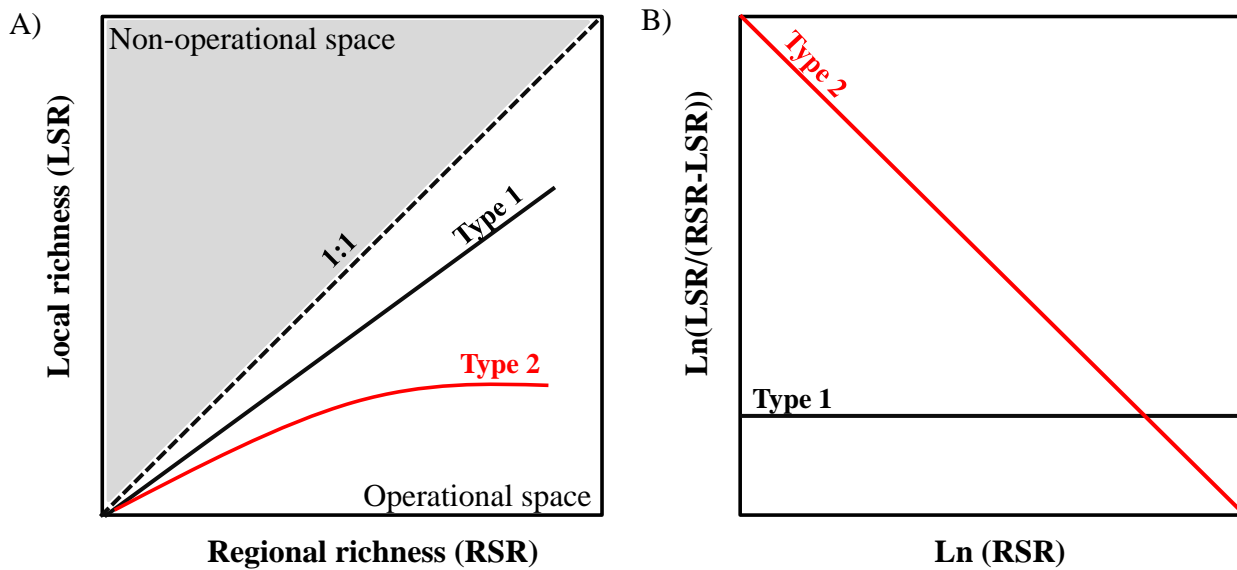 A)
Non-operational space
Local richness (LSR)
1:1
Type 1
Type 2
Operational space
Regional richness (RSR)
B)
Type 2
Ln(LSR/(RSR-LSR))
Type 1
Ln (RSR)